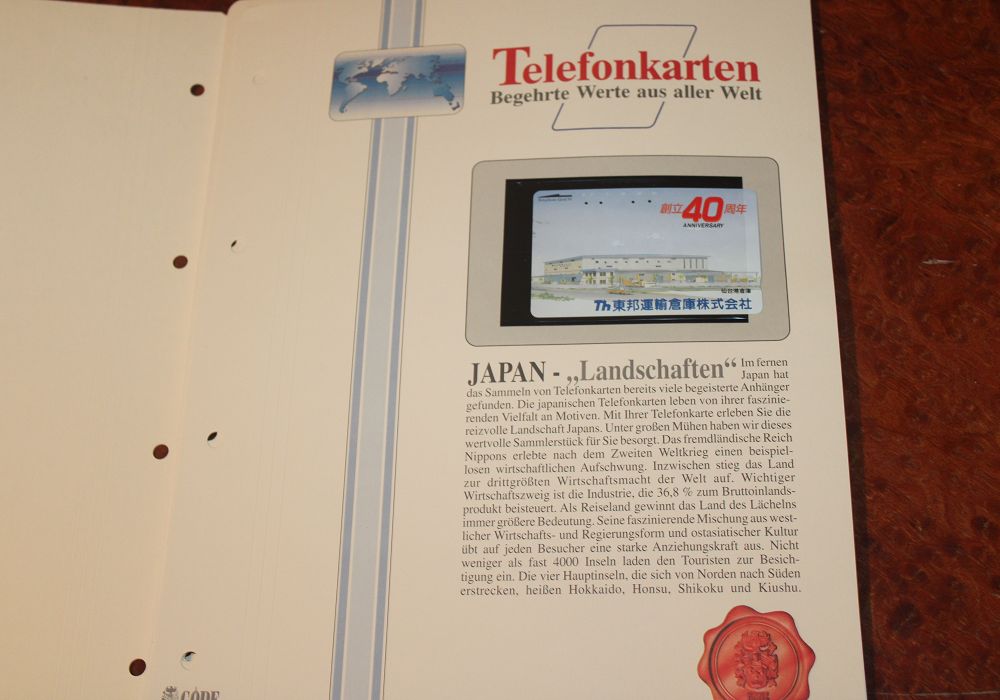 Telefonkarten
Begehrte Werte aus aller Welt
創立40周年
ANNIVERSARY
仙台港倉庫
Th 東邦運輸倉庫株式会社
JAPAN - „Landschaften“ Im fernen
Japan hat
das Sammeln von Telefonkarten bereits viele begeisterte Anhänger
gefunden. Die japanischen Telefonkarten leben von ihrer faszinie-
renden Vielfalt an Motiven. Mit Ihrer Telefonkarte erleben Sie die
reizvolle Landschaft Japans. Unter großen Mühen haben wir dieses
wertvolle Sammlerstück für Sie besorgt. Das fremdländische Reich
Nippons erlebte nach dem Zweiten Weltkrieg einen beispiel-
losen wirtschaftlichen Aufschwung. Inzwischen stieg das Land
zur drittgrößten Wirtschaftsmacht der Welt auf. Wichtiger
Wirtschaftszweig ist die Industrie, die 36,8 % zum Bruttoinlands-
produkt beisteuert. Als Reiseland gewinnt das Land des Lächelns
immer größere Bedeutung. Seine faszinierende Mischung aus west-
licher Wirtschafts- und Regierungsform und ostasiatischer Kultur
übt auf jeden Besucher eine starke Anziehungskraft aus. Nicht
weniger als fast 4000 Inseln laden den Touristen zur Besich-
tigung ein. Die vier Hauptinseln, die sich von Norden nach Süden
erstrecken, heißen Hokkaido, Honsu, Shikoku und Kiushu.
CODE